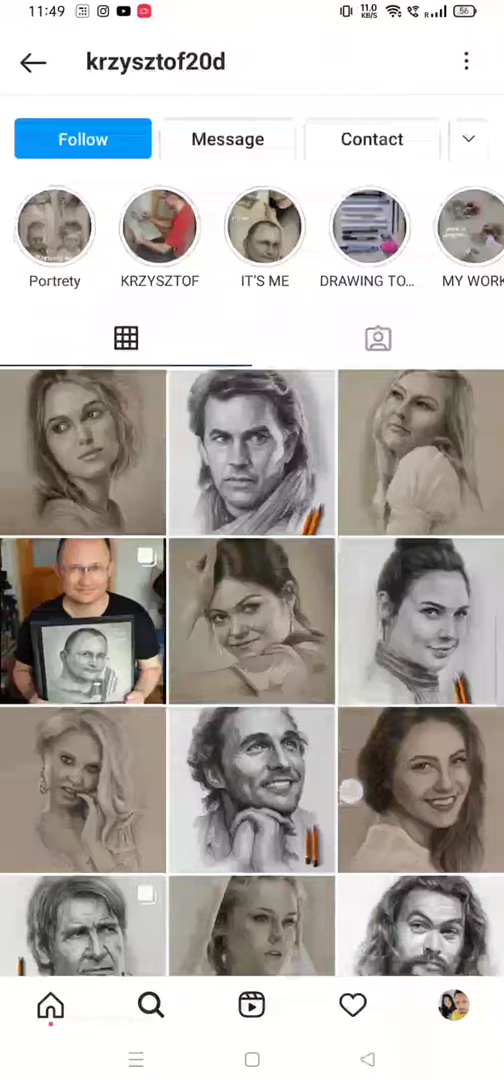 11:49 11.0 KB/S R 56
krzysztof20d
Follow Message Contact
Portrety KRZYSZTOF IT'S ME DRAWING TO... MY WORK